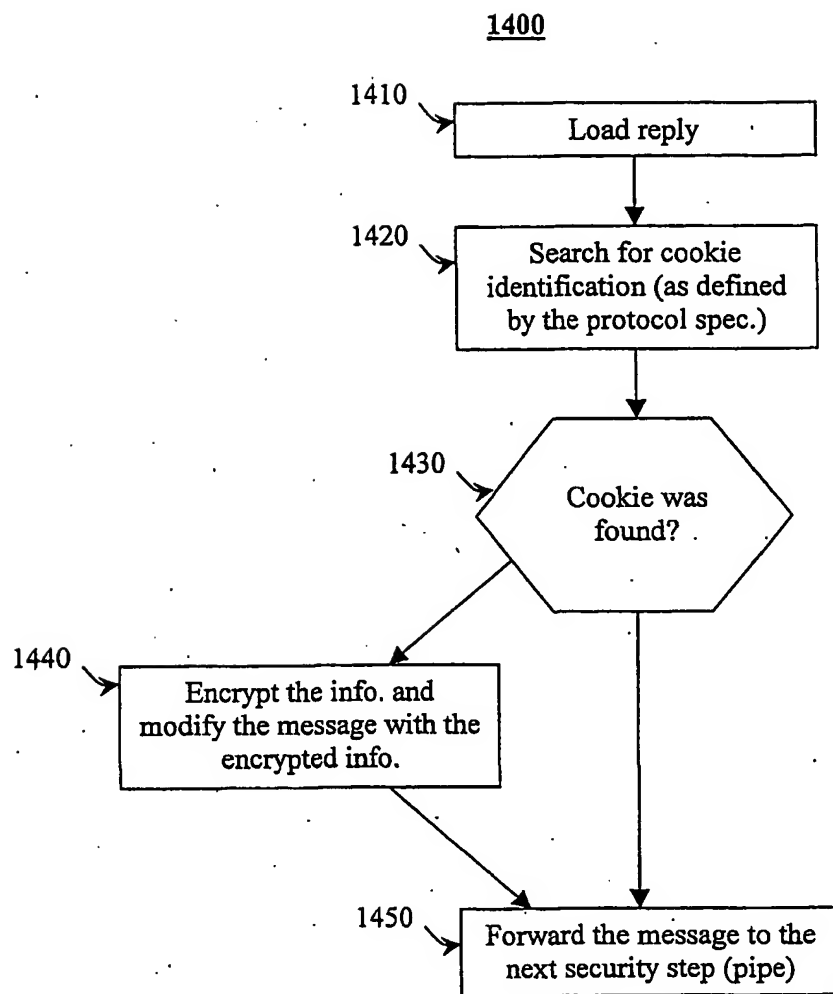 1400
1410
Load reply
1420
Search for cookie
identification (as defined
by the protocol spec.)
1430
Cookie was
found?
1440
Encrypt the info. and
modify the message with the
encrypted info.
1450
Forward the message to the
next security step (pipe)